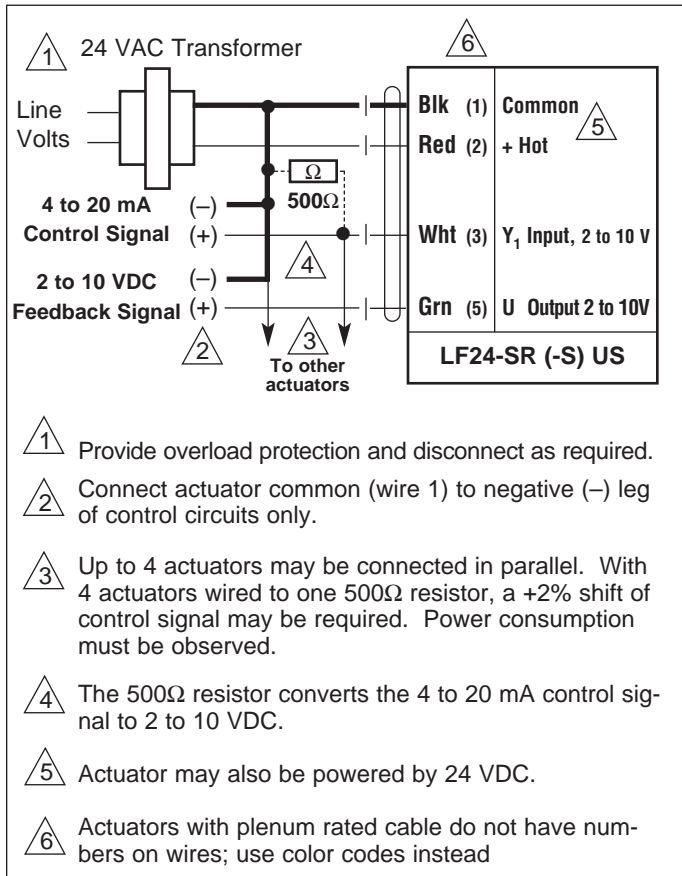 1 24 VAC Transformer 6
Line
Volts
Blk (1) Common
5
Red (2) + Hot
Ω
500Ω
4 to 20 mA (–)
Control Signal (+)
Wht (3) Y₁ Input, 2 to 10 V
4
2 to 10 VDC (–)
Feedback Signal (+)
Grn (5) U Output 2 to 10V
2
3
To other
actuators
LF24-SR (-S) US
1 Provide overload protection and disconnect as required.
2 Connect actuator common (wire 1) to negative (–) leg
of control circuits only.
3 Up to 4 actuators may be connected in parallel. With
4 actuators wired to one 500Ω resistor, a +2% shift of
control signal may be required. Power consumption
must be observed.
4 The 500Ω resistor converts the 4 to 20 mA control sig-
nal to 2 to 10 VDC.
5 Actuator may also be powered by 24 VDC.
6 Actuators with plenum rated cable do not have num-
bers on wires; use color codes instead